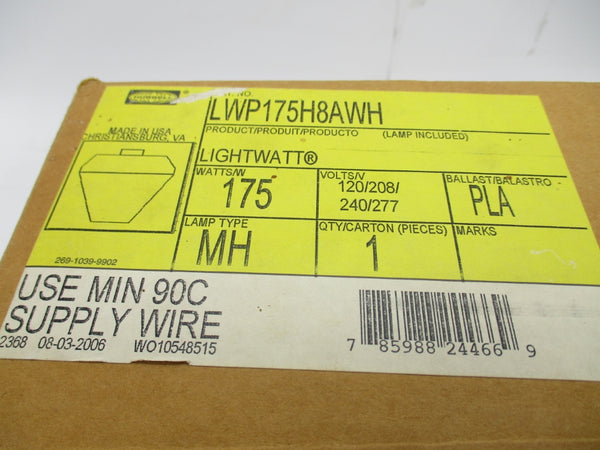 HUBBELL
NO.
LWP175H8AWH
MADE IN USA
CHRISTIANSBURG, VA
PRODUCT/PRODUIT/PRODUCTO (LAMP INCLUDED)
LIGHTWATT®
WATTS/W
175
VOLTS/V
120/208/
240/277
BALLAST/BALASTRO
PLA
LAMP TYPE
MH
QTY/CARTON (PIECES)
1
MARKS
269-1039-9902
USE MIN 90C
SUPPLY WIRE
2368 08-03-2006 WO10548515
7 85988 24466 9